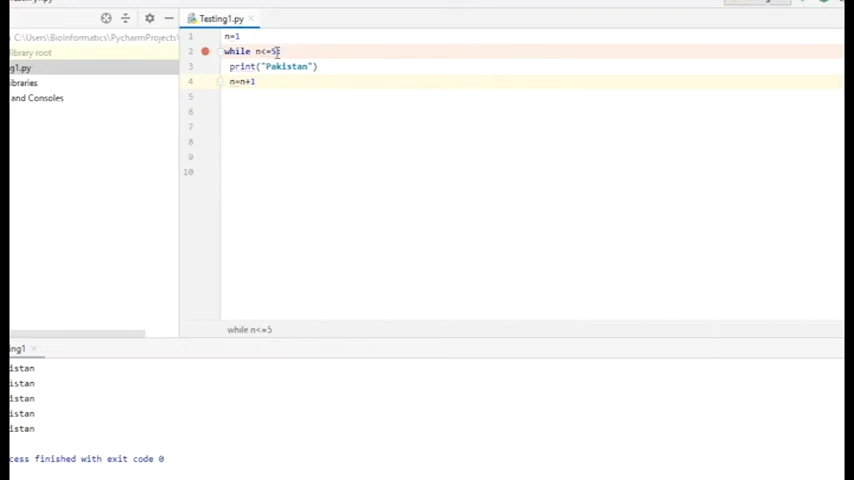 Testing1.py
C:\Users\BioInformatics\PycharmProjects\
library root
g1.py
ibraries
and Consoles
1 n=1
2 while n<=5:
3 print("Pakistan")
4 n=n+1
5
6
7
8
9
10
while n<=5
ing1
istan
istan
istan
istan
istan
cess finished with exit code 0